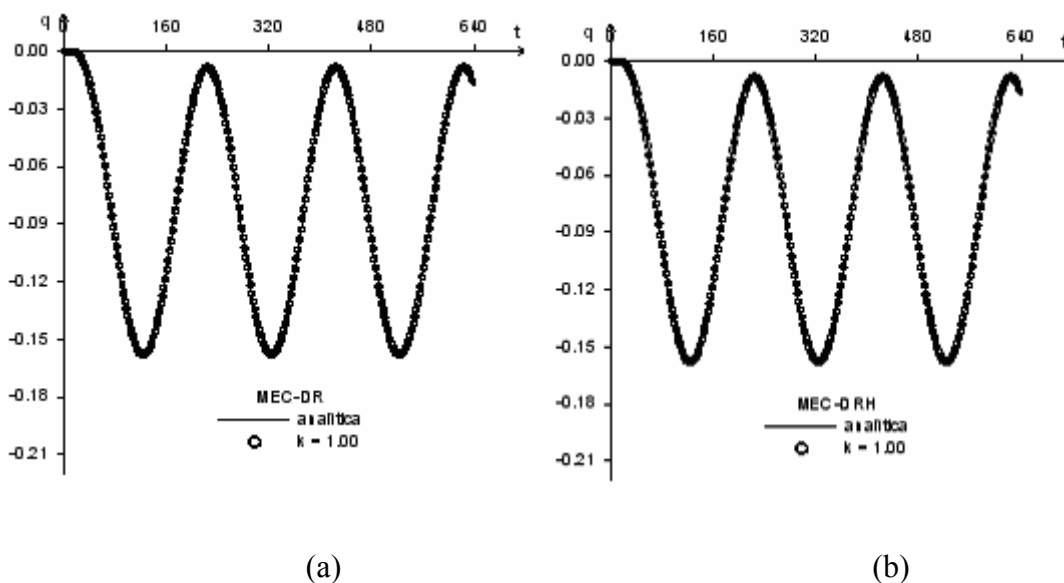 q 0 160 320 480 640 t
0.00
-0.03
-0.06
-0.09
-0.12
-0.15
-0.18
-0.21
MEC-DR
analítica
k = 1.00
(a)
q 0 160 320 480 640 t
0.00
-0.03
-0.06
-0.09
-0.12
-0.15
-0.18
-0.21
MEC-DRH
analítica
k = 1.00
(b)